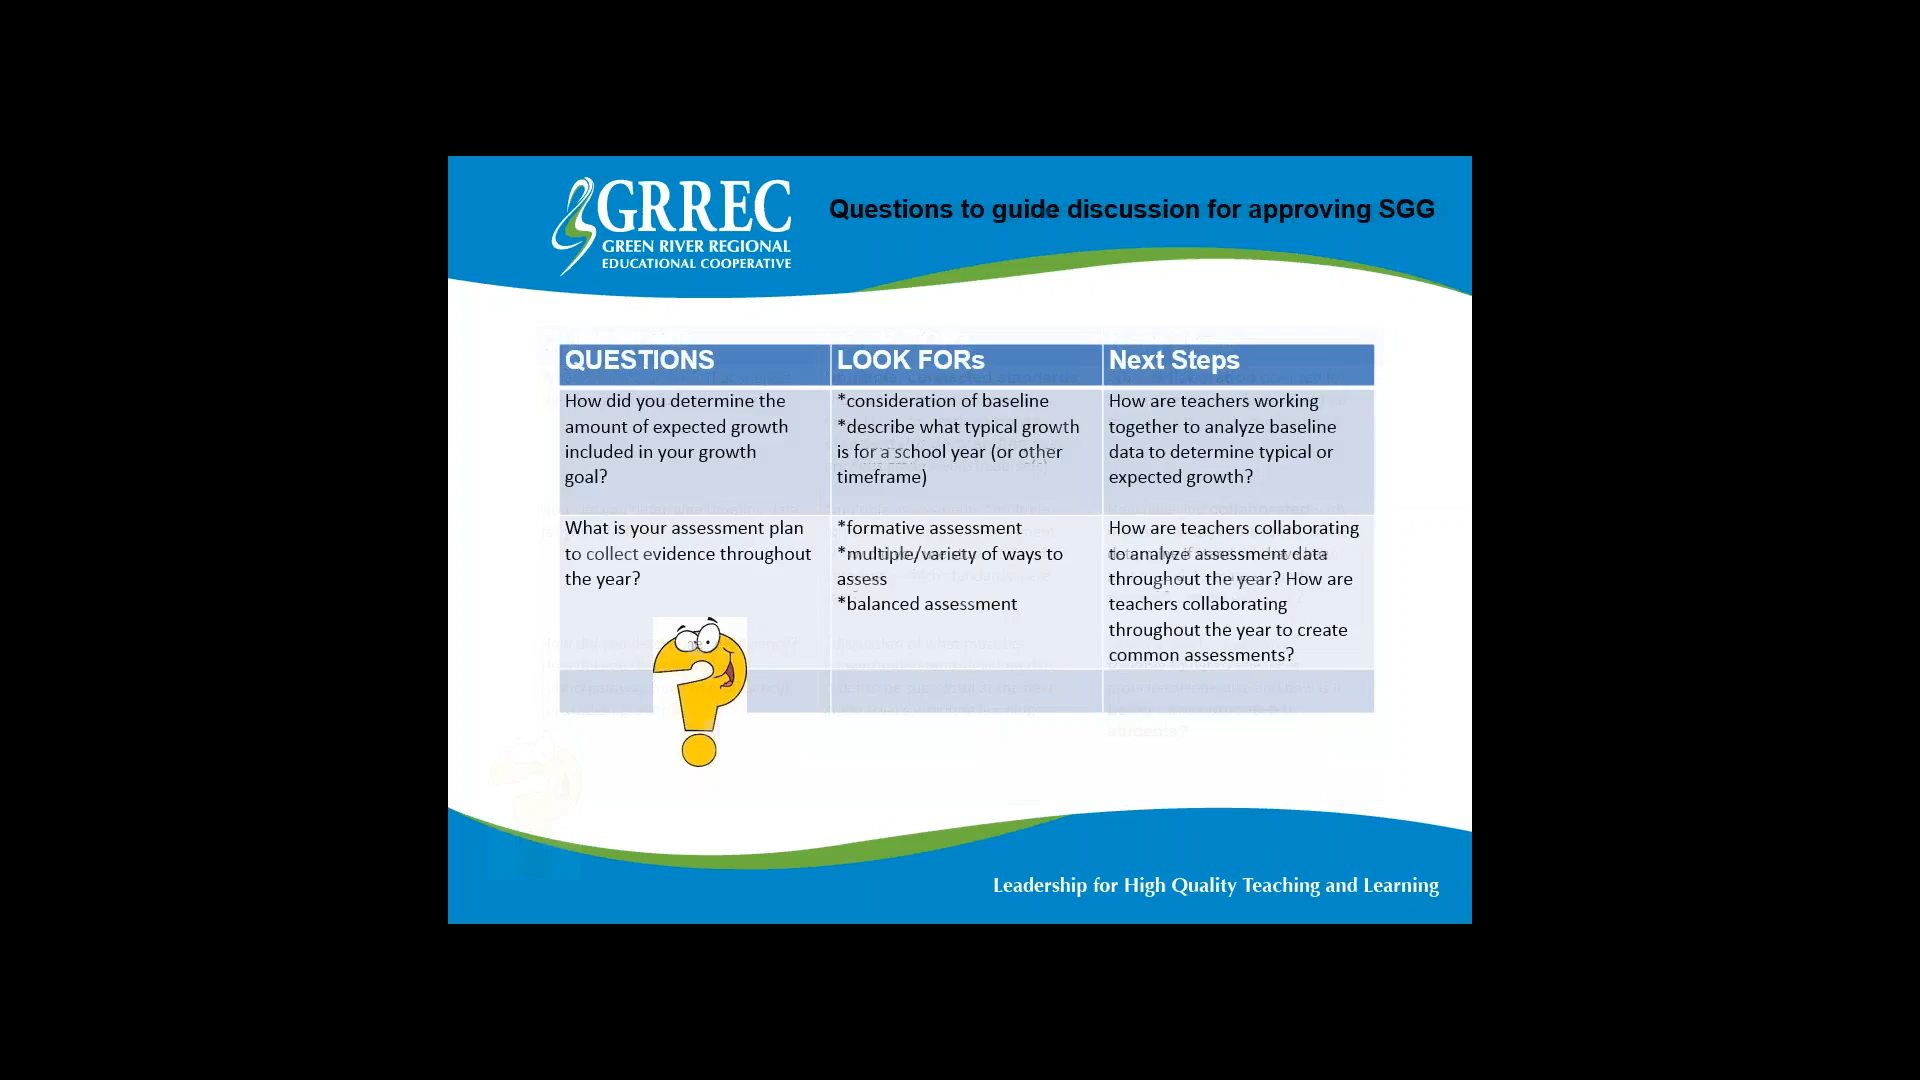 GRREC
GREEN RIVER REGIONAL
EDUCATIONAL COOPERATIVE
Questions to guide discussion for approving SGG
QUESTIONS
LOOK FORs
Next Steps
How did you determine the
amount of expected growth
included in your growth
goal?
*consideration of baseline
*describe what typical growth
is for a school year (or other
timeframe)
How are teachers working
together to analyze baseline
data to determine typical or
expected growth?
What is your assessment plan
to collect evidence throughout
the year?
*formative assessment
*multiple/variety of ways to
assess
*balanced assessment
How are teachers collaborating
to analyze assessment data
throughout the year? How are
teachers collaborating
throughout the year to create
common assessments?
Leadership for High Quality Teaching and Learning